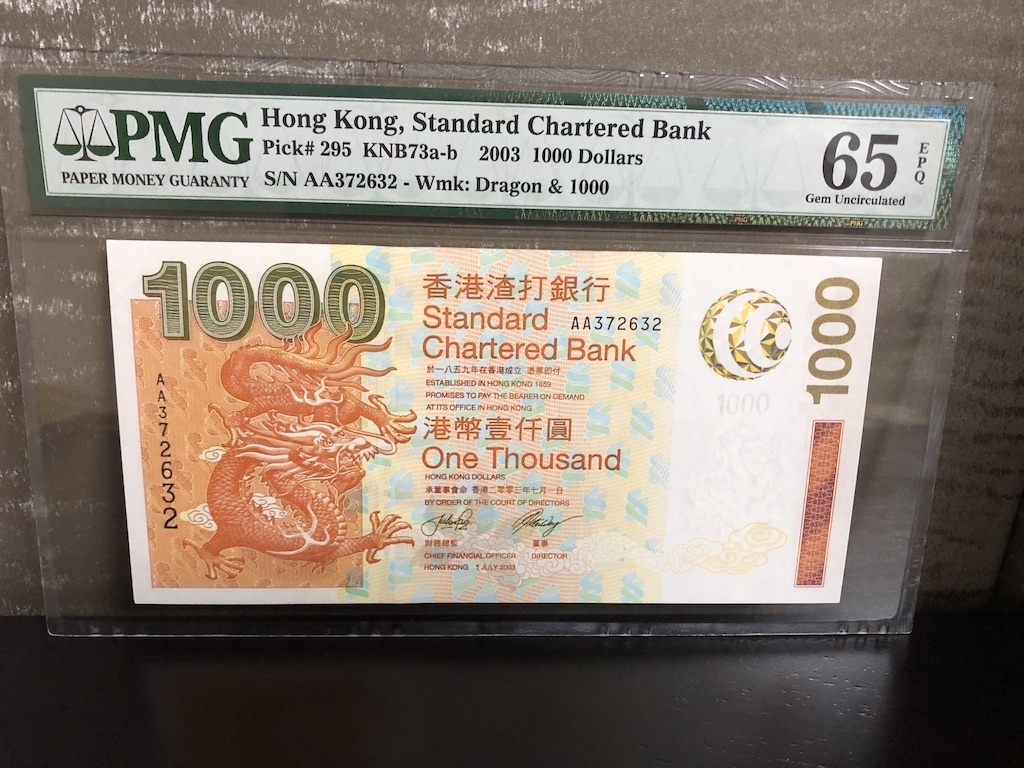 PMG
PAPER MONEY GUARANTY
Hong Kong, Standard Chartered Bank
Pick# 295 KNB73a-b 2003 1000 Dollars
S/N AA372632 - Wmk: Dragon & 1000
65
EPQ
Gem Uncirculated
1000
香港渣打銀行
Standard
AA372632
Chartered Bank
於一八五九年在香港成立 憑票即付
ESTABLISHED IN HONG KONG 1859
PROMISES TO PAY THE BEARER ON DEMAND
AT ITS OFFICE IN HONG KONG
港幣壹仟圓
One Thousand
HONG KONG DOLLARS
承董事會命 香港二零零三年七月一日
BY ORDER OF THE COURT OF DIRECTORS
財務總監 董事
CHIEF FINANCIAL OFFICER DIRECTOR
HONG KONG 1 JULY 2003
AA372632
1000
1000